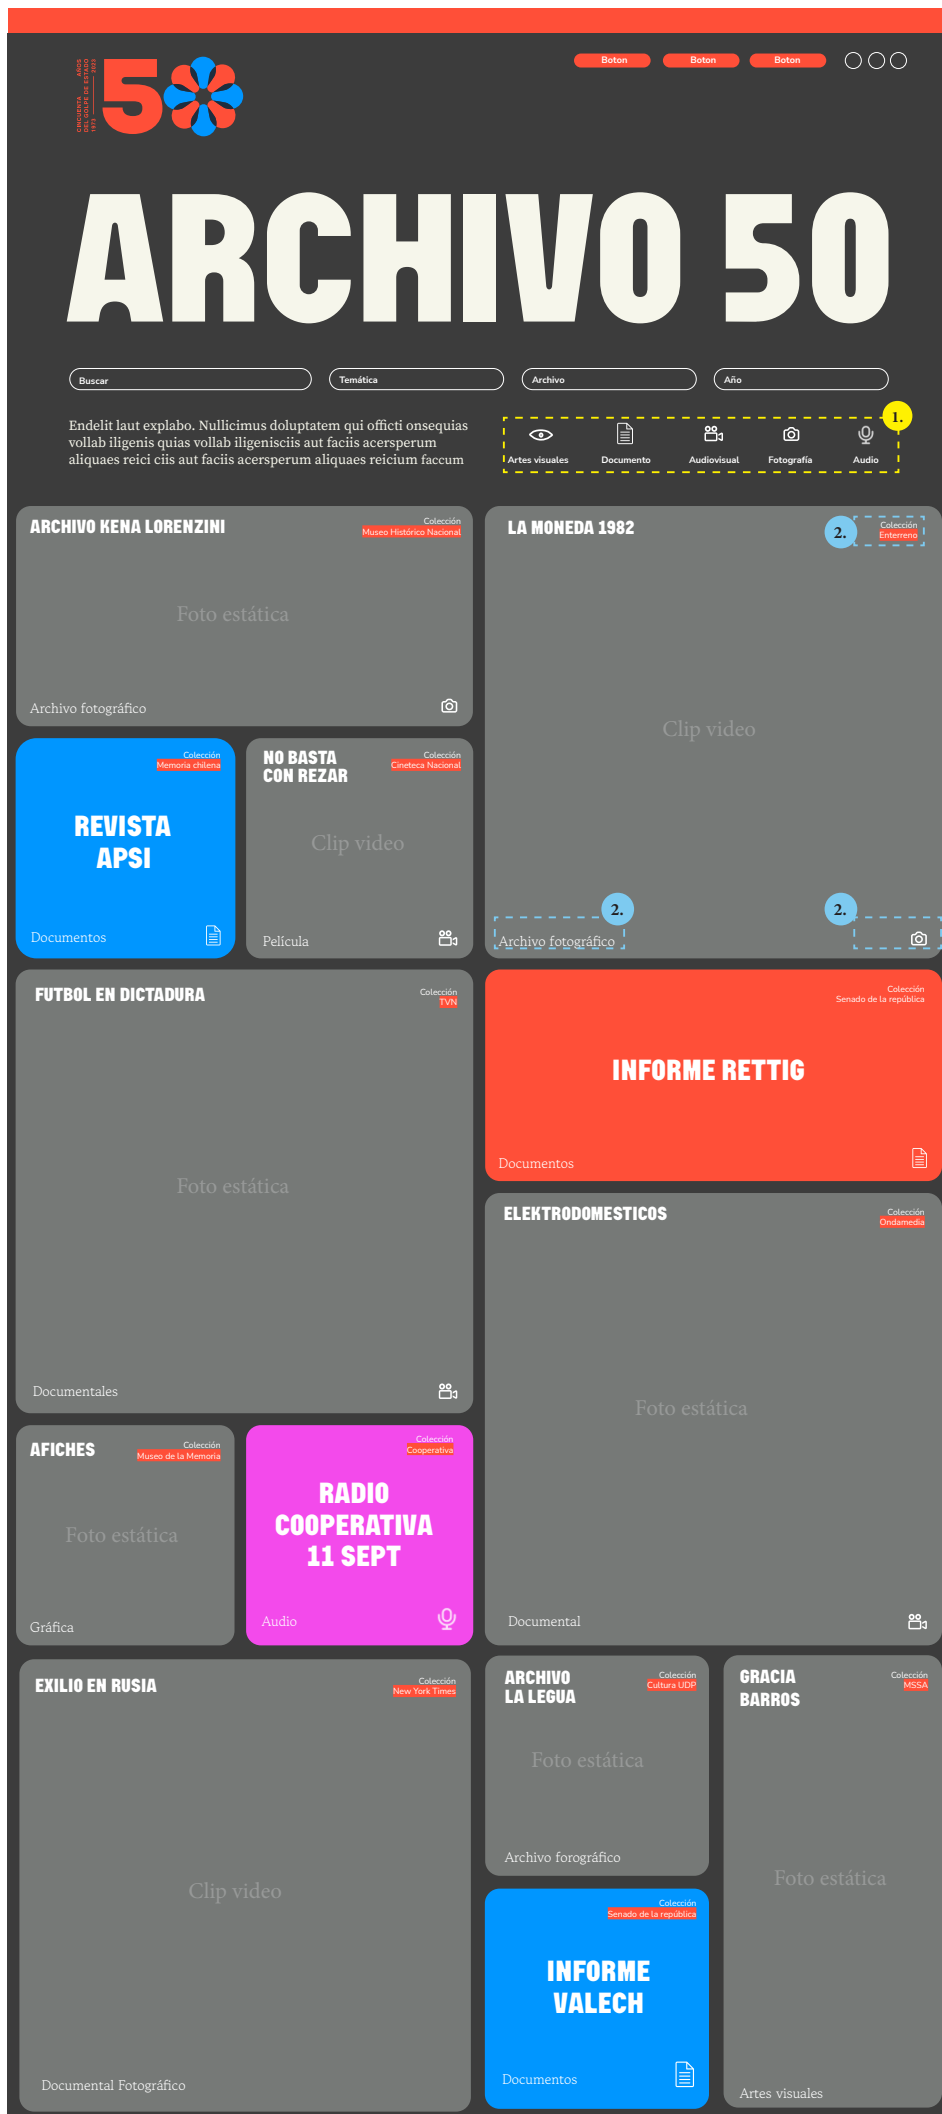 CINCUENTA AÑOS
DEL GOLPE DE ESTADO
1973 2023
50
Boton
Boton
Boton
ARCHIVO 50
Buscar
Temática
Archivo
Año
Endelit laut explabo. Nullicimus doluptatem qui officti onsequias
vollab iligenis quias vollab iligenisciis aut faciis acersperum
aliquaes reici ciis aut faciis acersperum aliquaes reicium faccum
1.
Artes visuales
Documento
Audiovisual
Fotografía
Audio
ARCHIVO KENA LORENZINI
Colección
Museo Histórico Nacional
Foto estática
Archivo fotográfico
LA MONEDA 1982
2.
Colección
Enterreno
Clip video
2.
2.
Archivo fotográfico
Colección
Memoria chilena
REVISTA
APSI
Documentos
NO BASTA
CON REZAR
Colección
Cineteca Nacional
Clip video
Película
FUTBOL EN DICTADURA
Colección
TVN
Foto estática
Documentales
Colección
Senado de la república
INFORME RETTIG
Documentos
ELEKTRODOMESTICOS
Colección
Ondamedia
Foto estática
Documental
AFICHES
Colección
Museo de la Memoria
Foto estática
Gráfica
Colección
Cooperativa
RADIO
COOPERATIVA
11 SEPT
Audio
EXILIO EN RUSIA
Colección
New York Times
Clip video
Documental Fotográfico
ARCHIVO
LA LEGUA
Colección
Cultura UDP
Foto estática
Archivo forográfico
GRACIA
BARROS
Colección
MSSA
Foto estática
Artes visuales
Colección
Senado de la república
INFORME
VALECH
Documentos